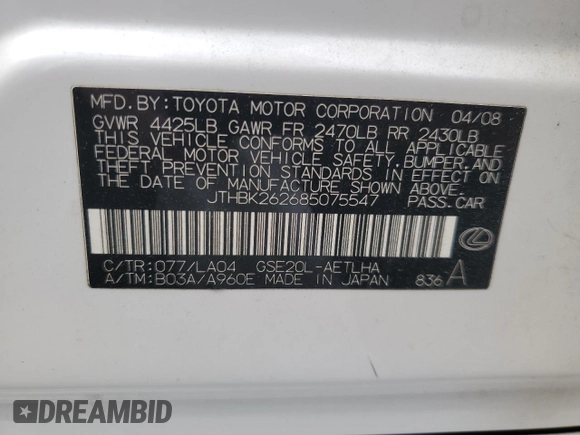 MFD. BY: TOYOTA MOTOR CORPORATION 04/08
GVWR 4425LB GAWR FR 2470LB RR 2430LB
THIS VEHICLE CONFORMS TO ALL APPLICABLE
FEDERAL MOTOR VEHICLE SAFETY, BUMPER, AND
THEFT PREVENTION STANDARDS IN EFFECT ON
THE DATE OF MANUFACTURE SHOWN ABOVE.
JTHBK262685075547 PASS. CAR
C/TR: 077/LA04 GSE20L-AETLHA
A/TM: B03A/A960E MADE IN JAPAN 836 A
DREAMBID
DREAMBID.COM